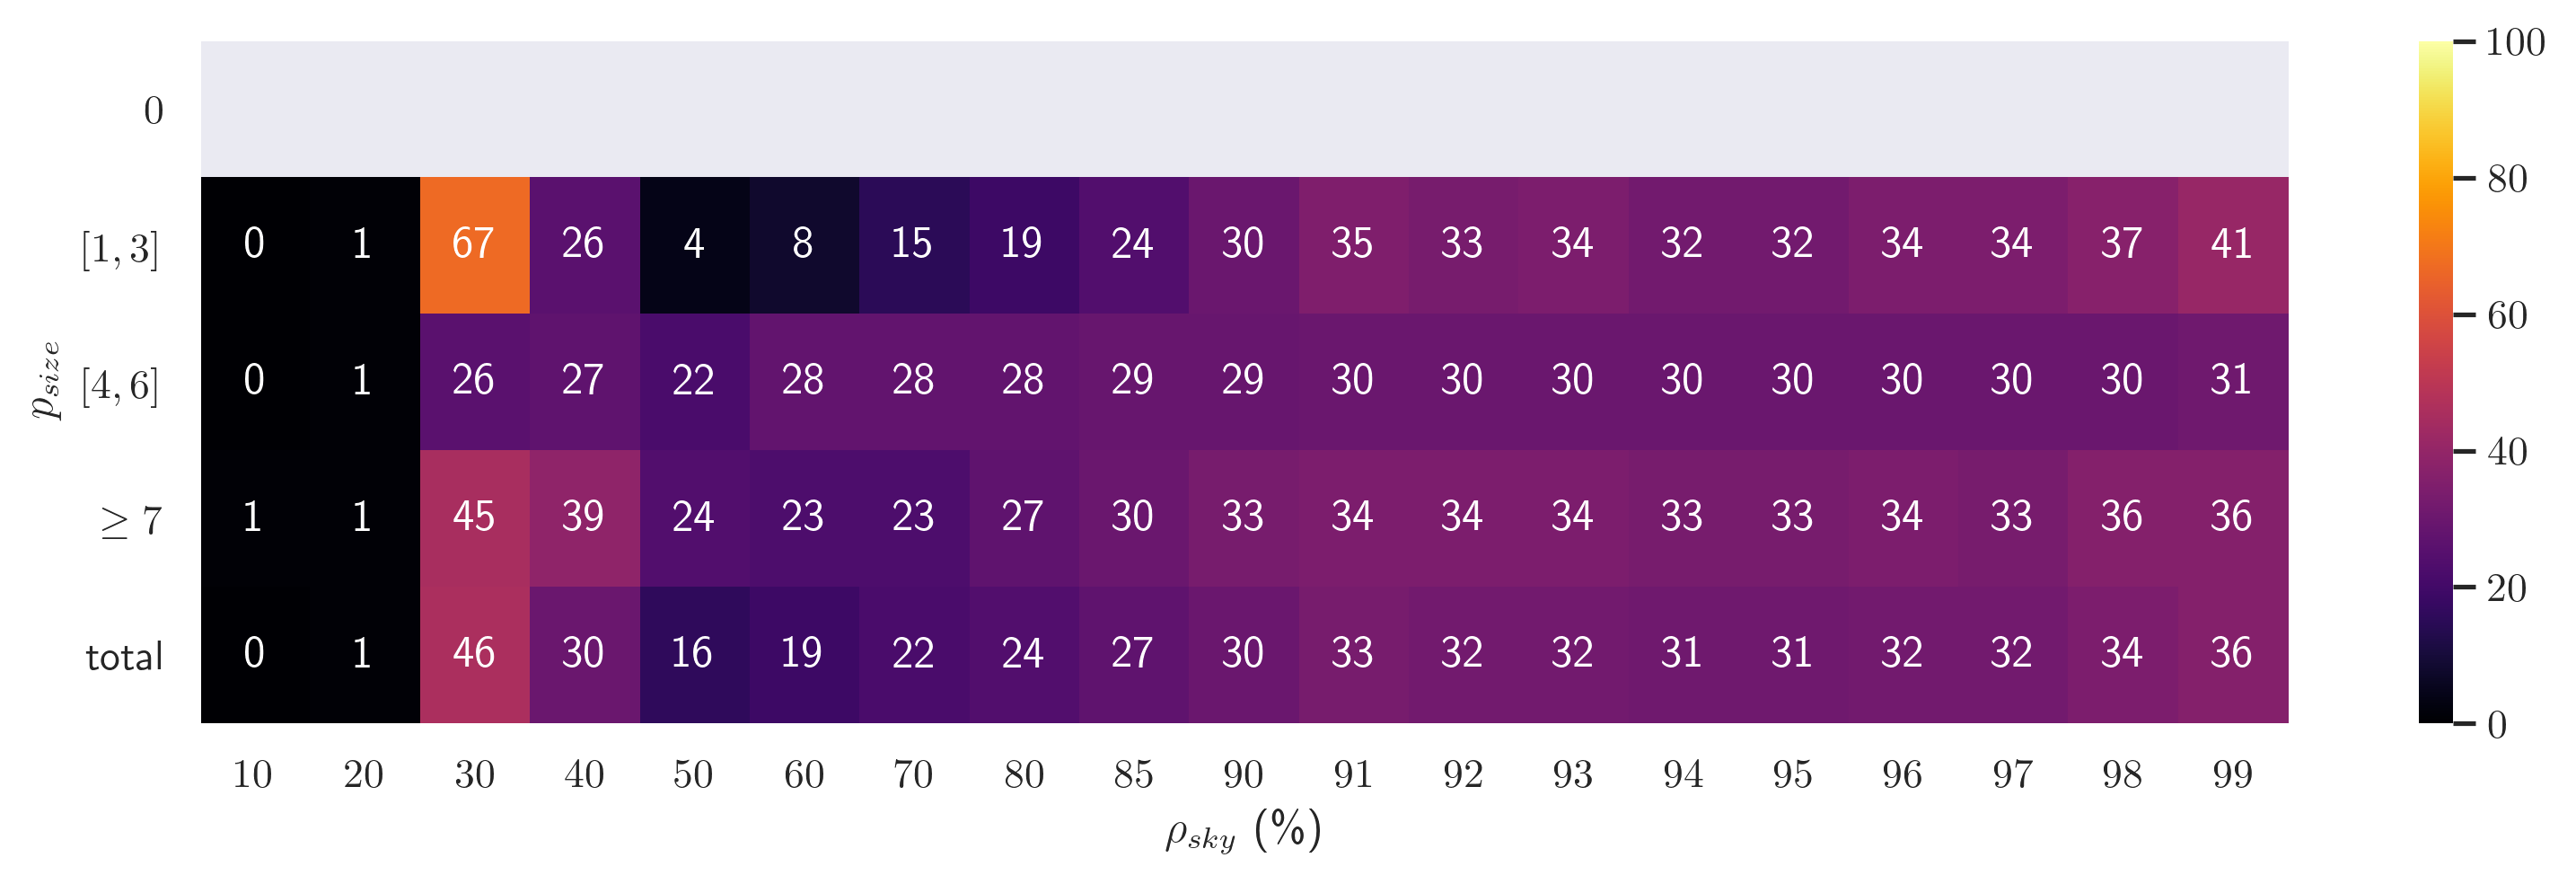 0
[1, 3] 0 1 67 26 4 8 15 19 24 30 35 33 34 32 32 34 34 37 41
[4, 6] 0 1 26 27 22 28 28 28 29 29 30 30 30 30 30 30 30 30 31
≥ 7 1 1 45 39 24 23 23 27 30 33 34 34 34 33 33 34 33 36 36
total 0 1 46 30 16 19 22 24 27 30 33 32 32 31 31 32 32 34 36
10 20 30 40 50 60 70 80 85 90 91 92 93 94 95 96 97 98 99
ρsky (%)
psize
100
80
60
40
20
0